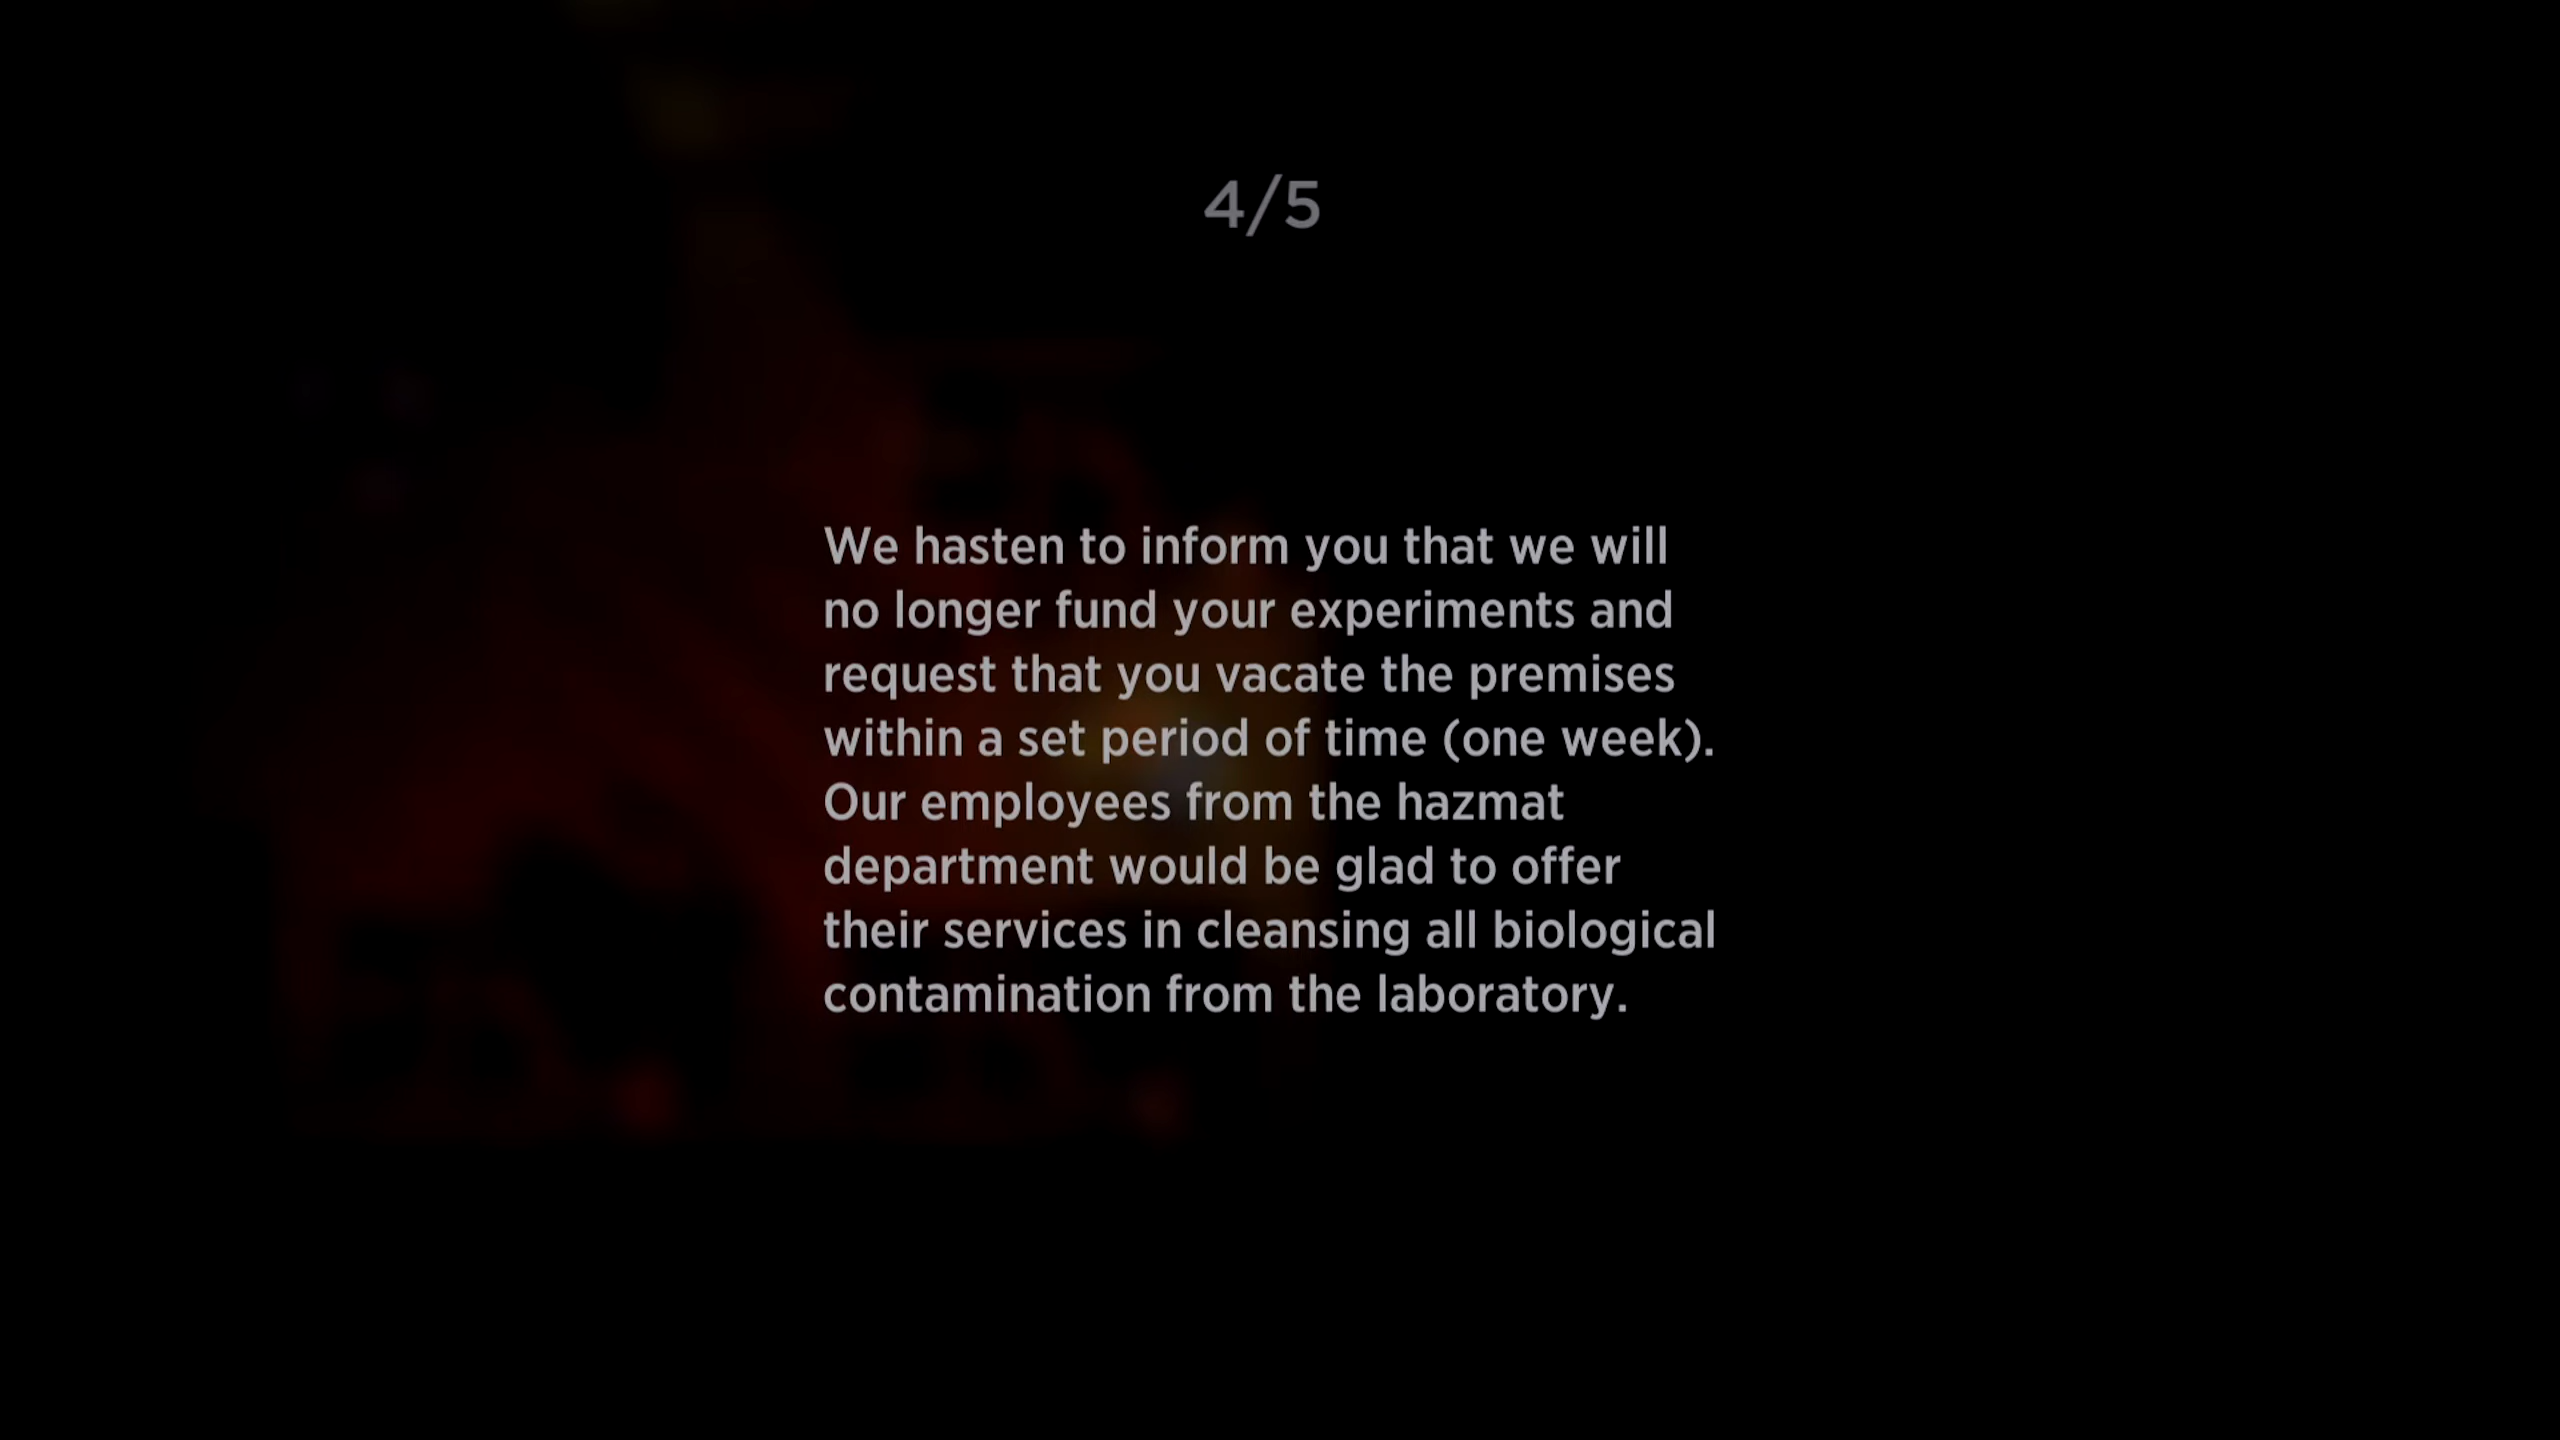 4/5
We hasten to inform you that we will
no longer fund your experiments and
request that you vacate the premises
within a set period of time (one week).
Our employees from the hazmat
department would be glad to offer
their services in cleansing all biological
contamination from the laboratory.